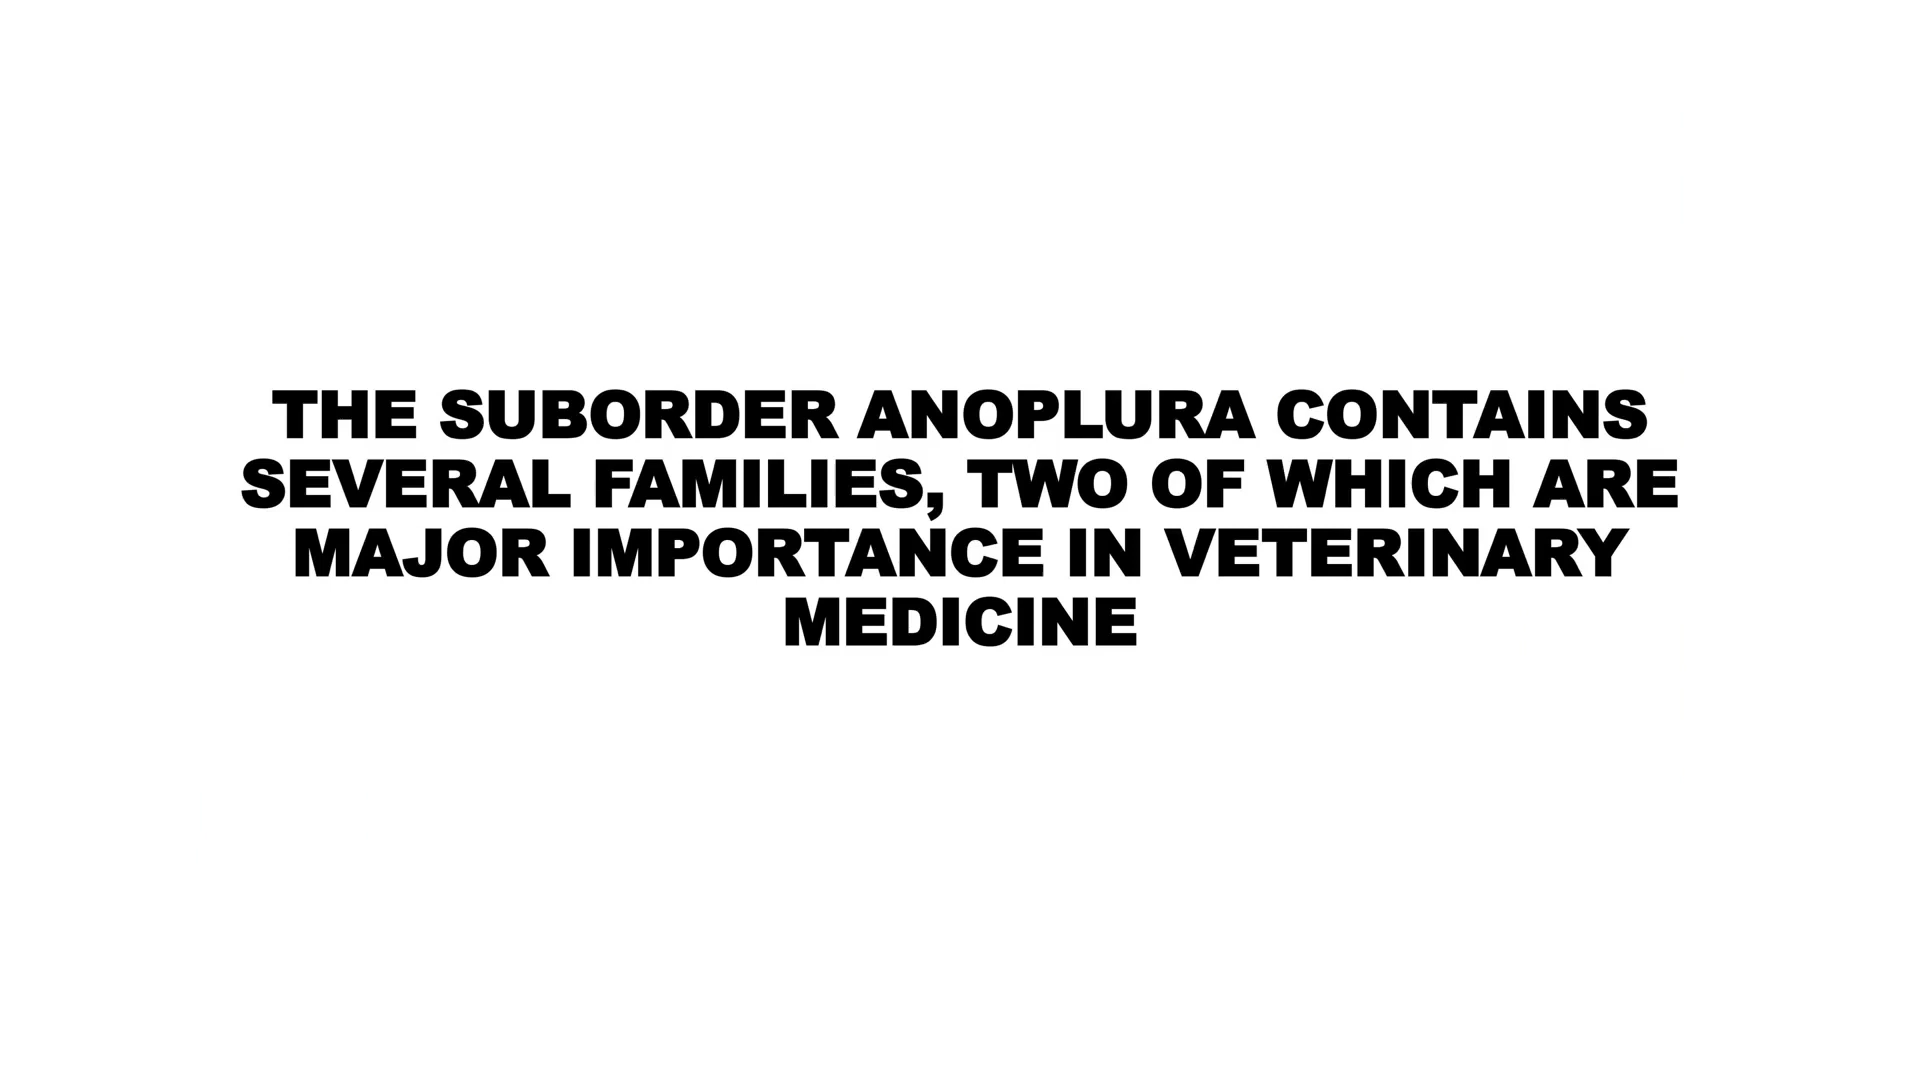 THE SUBORDER ANOPLURA CONTAINS
SEVERAL FAMILIES, TWO OF WHICH ARE
MAJOR IMPORTANCE IN VETERINARY
MEDICINE